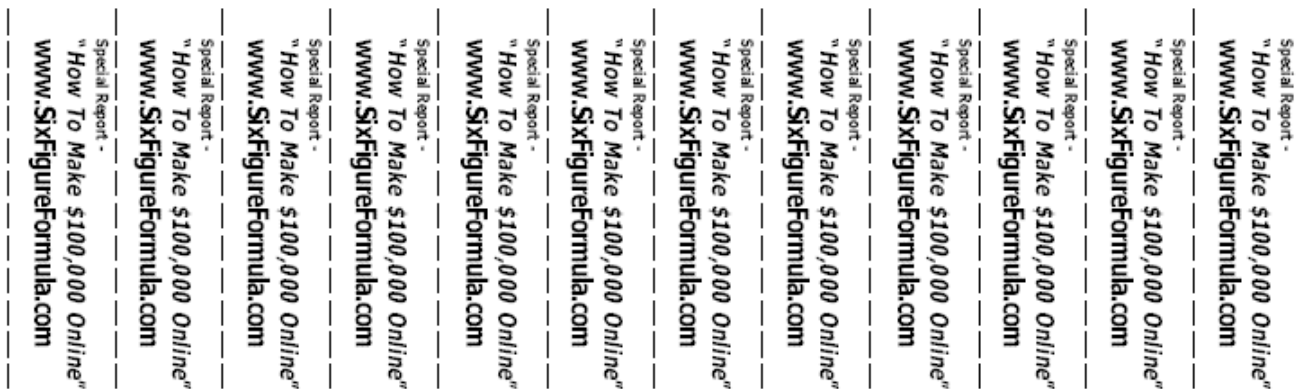 Special Report -
"How To Make $100,000 Online"
www.SixFigureFormula.com
Special Report -
"How To Make $100,000 Online"
www.SixFigureFormula.com
Special Report -
"How To Make $100,000 Online"
www.SixFigureFormula.com
Special Report -
"How To Make $100,000 Online"
www.SixFigureFormula.com
Special Report -
"How To Make $100,000 Online"
www.SixFigureFormula.com
Special Report -
"How To Make $100,000 Online"
www.SixFigureFormula.com
Special Report -
"How To Make $100,000 Online"
www.SixFigureFormula.com
Special Report -
"How To Make $100,000 Online"
www.SixFigureFormula.com
Special Report -
"How To Make $100,000 Online"
www.SixFigureFormula.com
Special Report -
"How To Make $100,000 Online"
www.SixFigureFormula.com
Special Report -
"How To Make $100,000 Online"
www.SixFigureFormula.com
Special Report -
"How To Make $100,000 Online"
www.SixFigureFormula.com